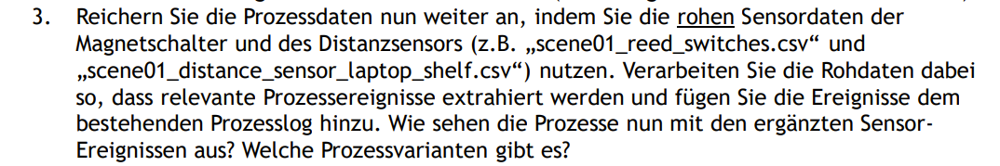 3. Reichern Sie die Prozessdaten nun weiter an, indem Sie die rohen Sensordaten der
Magnetschalter und des Distanzsensors (z.B. „scene01_reed_switches.csv“ und
„scene01_distance_sensor_laptop_shelf.csv“) nutzen. Verarbeiten Sie die Rohdaten dabei
so, dass relevante Prozessereignisse extrahiert werden und fügen Sie die Ereignisse dem
bestehenden Prozesslog hinzu. Wie sehen die Prozesse nun mit den ergänzten Sensor-
Ereignissen aus? Welche Prozessvarianten gibt es?